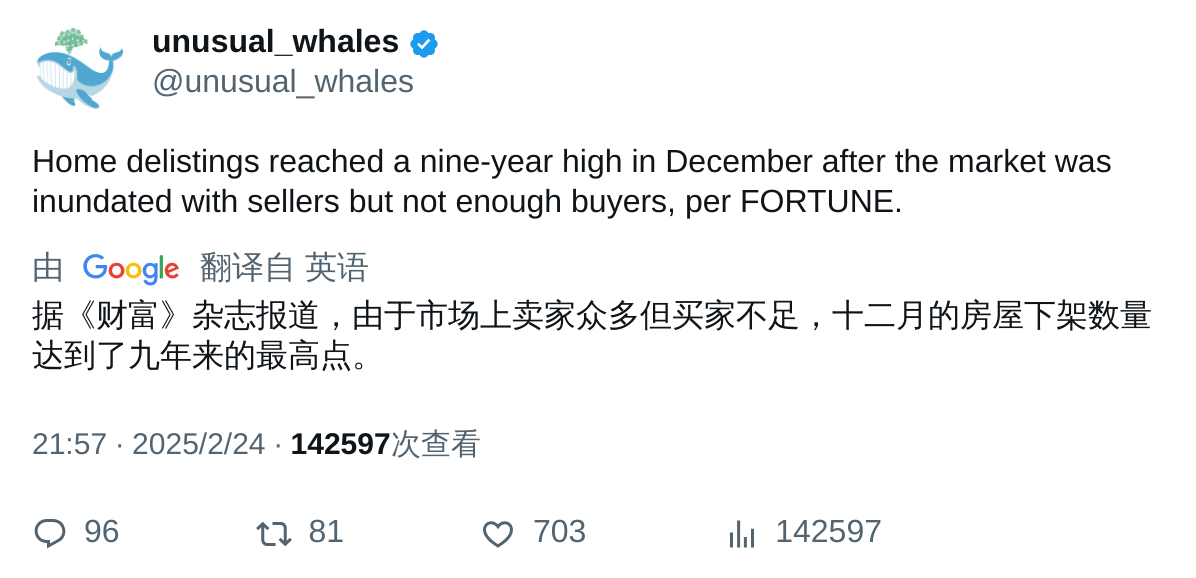 unusual_whales
@unusual_whales
Home delistings reached a nine-year high in December after the market was
inundated with sellers but not enough buyers, per FORTUNE.
由 Google 翻译自 英语
据《财富》杂志报道，由于市场上卖家众多但买家不足，十二月的房屋下架数量
达到了九年来的最高点。
21:57 · 2025/2/24 · 142597次查看
96 81 703 142597